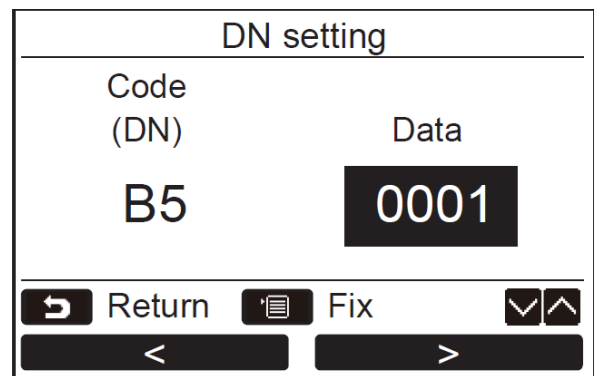 DN setting
Code
(DN) Data
B5 0001
Return Fix
< >